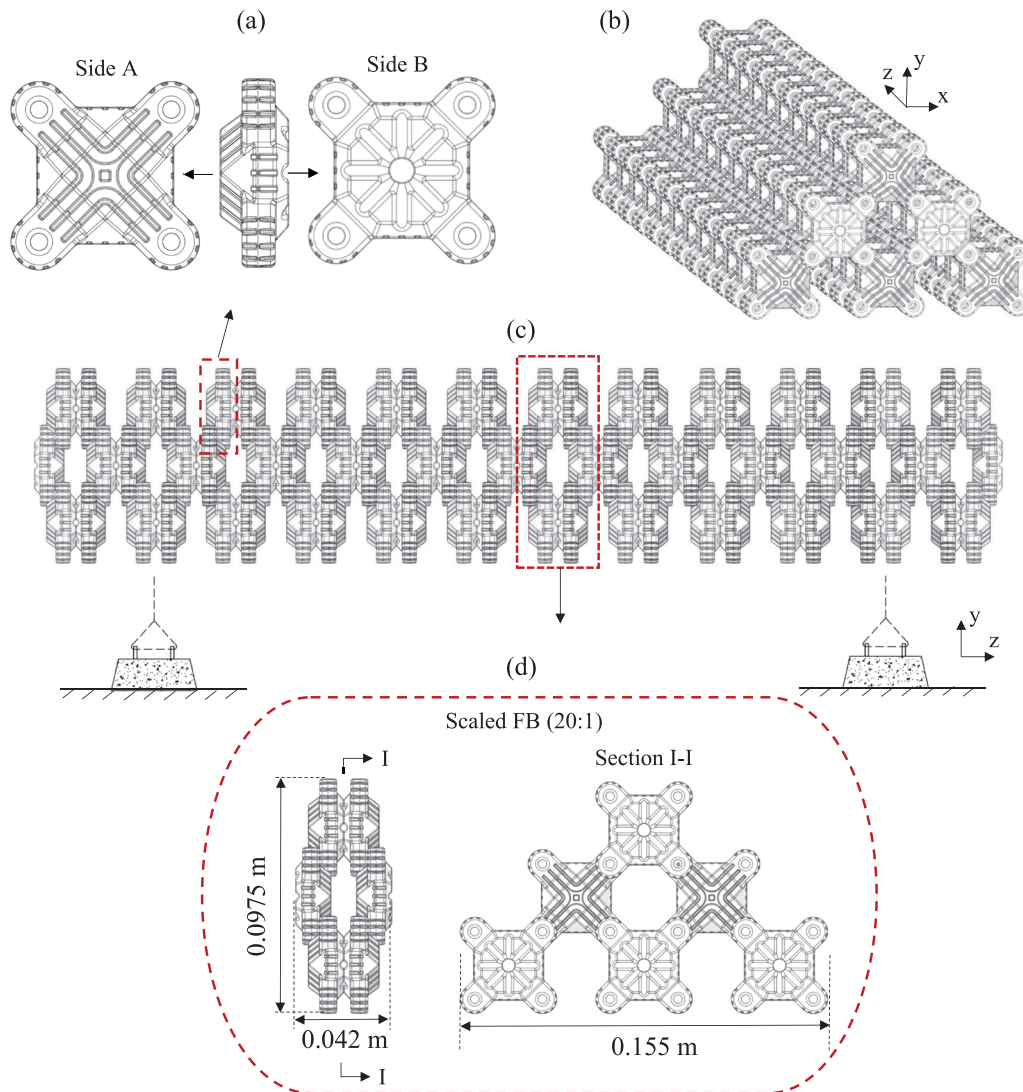 (a)
(b)
Side A
Side B
y
z
x
(c)
y
z
(d)
Scaled FB (20:1)
I
Section I-I
0.0975 m
0.042 m
0.155 m
I